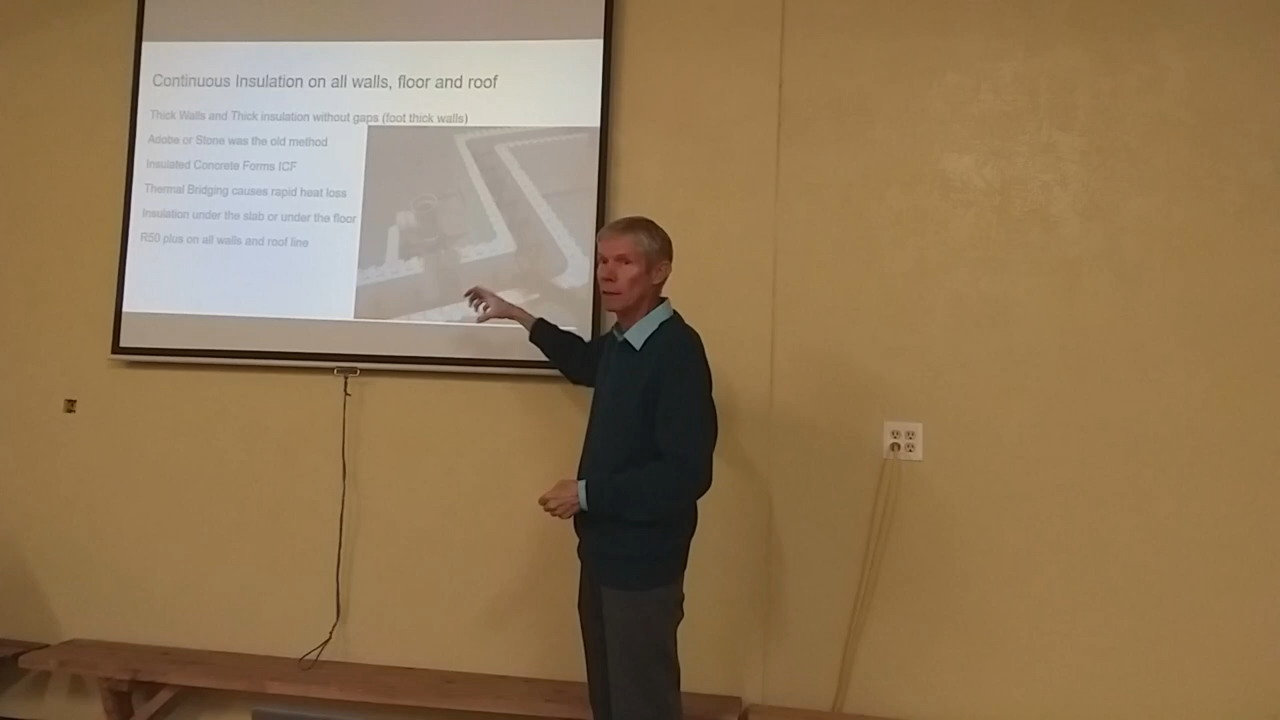 Continuous Insulation on all walls, floor and roof
Thick Walls and Thick insulation without gaps (foot thick walls)
Adobe or Stone was the old method
Insulated Concrete Forms ICF
Thermal Bridging causes rapid heat loss
Insulation under the slab or under the floor
R50 plus on all walls and roof line